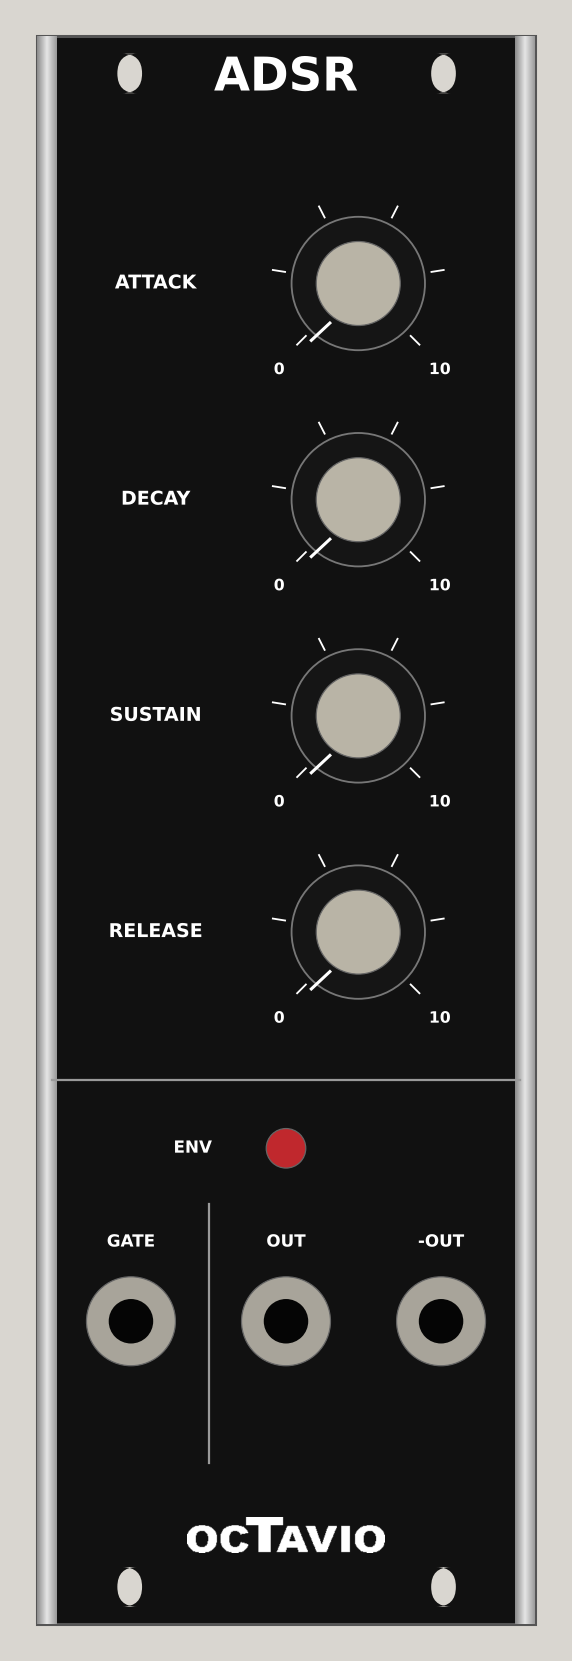 ADSR
ATTACK
0 10
DECAY
0 10
SUSTAIN
0 10
RELEASE
0 10
ENV
GATE OUT -OUT
OCTAVIO